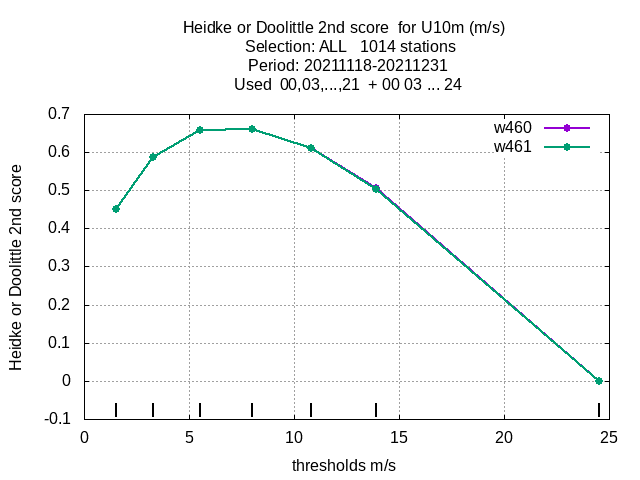 Heidke or Doolittle 2nd score  for U10m (m/s)
Selection: ALL   1014 stations
Period: 20211118-20211231
Used  00,03,...,21  + 00 03 ... 24
w460
w461
Heidke or Doolittle 2nd score
0.7
0.6
0.5
0.4
0.3
0.2
0.1
0
-0.1
0 5 10 15 20 25
thresholds m/s